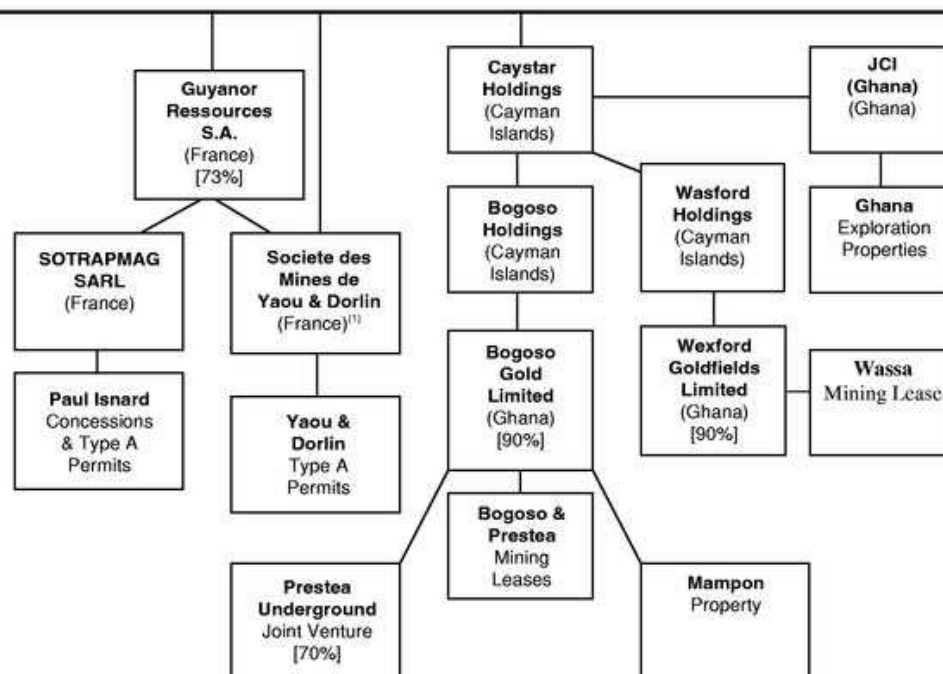 Guyanor
Ressources
S.A.
(France)
[73%]
Caystar
Holdings
(Cayman
Islands)
JCI
(Ghana)
(Ghana)
SOTRAPMAG
SARL
(France)
Societe des
Mines de
Yaou & Dorlin
(France)(1)
Bogoso
Holdings
(Cayman
Islands)
Wasford
Holdings
(Cayman
Islands)
Ghana
Exploration
Properties
Paul Isnard
Concessions
& Type A
Permits
Yaou &
Dorlin
Type A
Permits
Bogoso
Gold
Limited
(Ghana)
[90%]
Wexford
Goldfields
Limited
(Ghana)
[90%]
Wassa
Mining Lease
Bogoso &
Prestea
Mining
Leases
Prestea
Underground
Joint Venture
[70%]
Mampon
Property